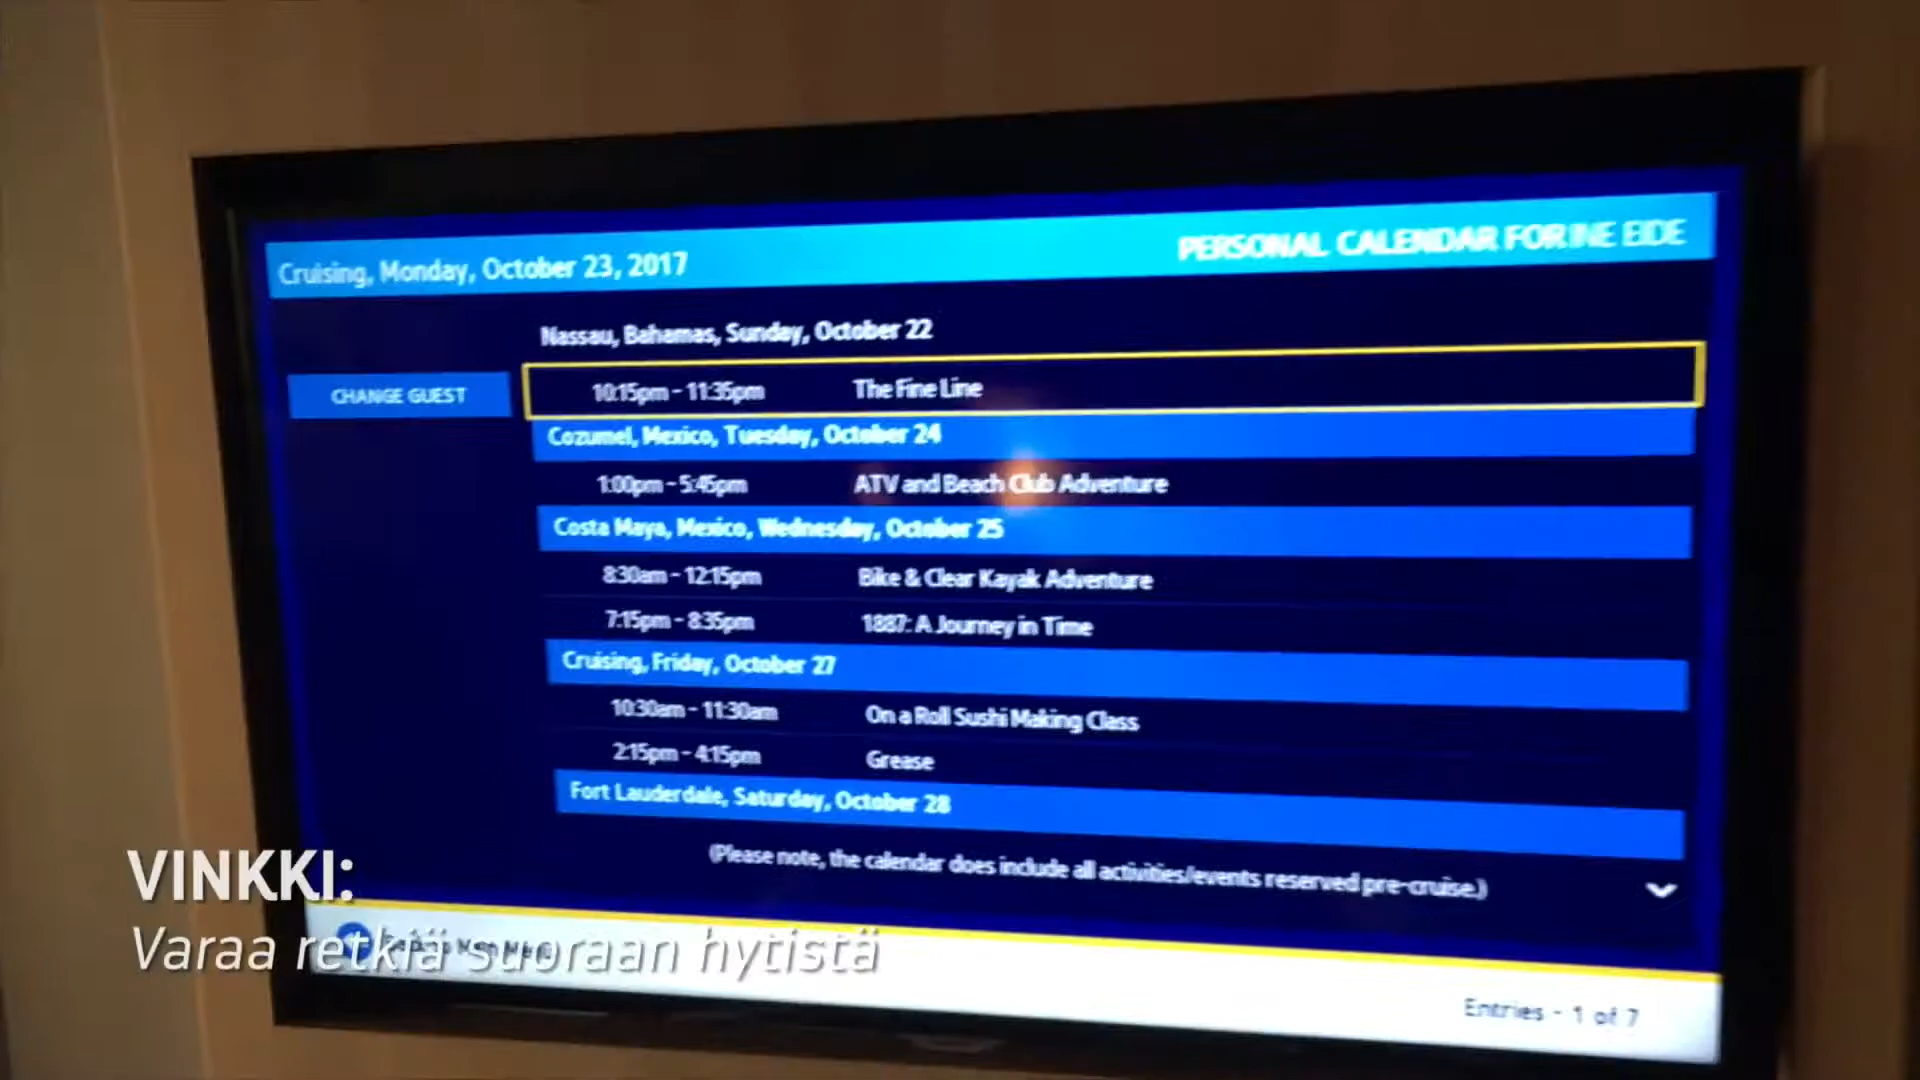 Cruising, Monday, October 23, 2017
PERSONAL CALENDAR FOR INE EIDE
Nassau, Bahamas, Sunday, October 22
CHANGE GUEST
10:15pm - 11:35pm The Fine Line
Cozumel, Mexico, Tuesday, October 24
1:00pm - 5:45pm ATV and Beach Club Adventure
Costa Maya, Mexico, Wednesday, October 25
8:30am - 12:15pm Bike & Clear Kayak Adventure
7:15pm - 8:35pm 1887: A Journey in Time
Cruising, Friday, October 27
10:30am - 11:30am On a Roll Sushi Making Class
2:15pm - 4:15pm Grease
Fort Lauderdale, Saturday, October 28
(Please note, the calendar does include all activities/events reserved pre-cruise.)
VINKKI:
Varaa retkiä suoraan hytistä
Entries - 1 of 7